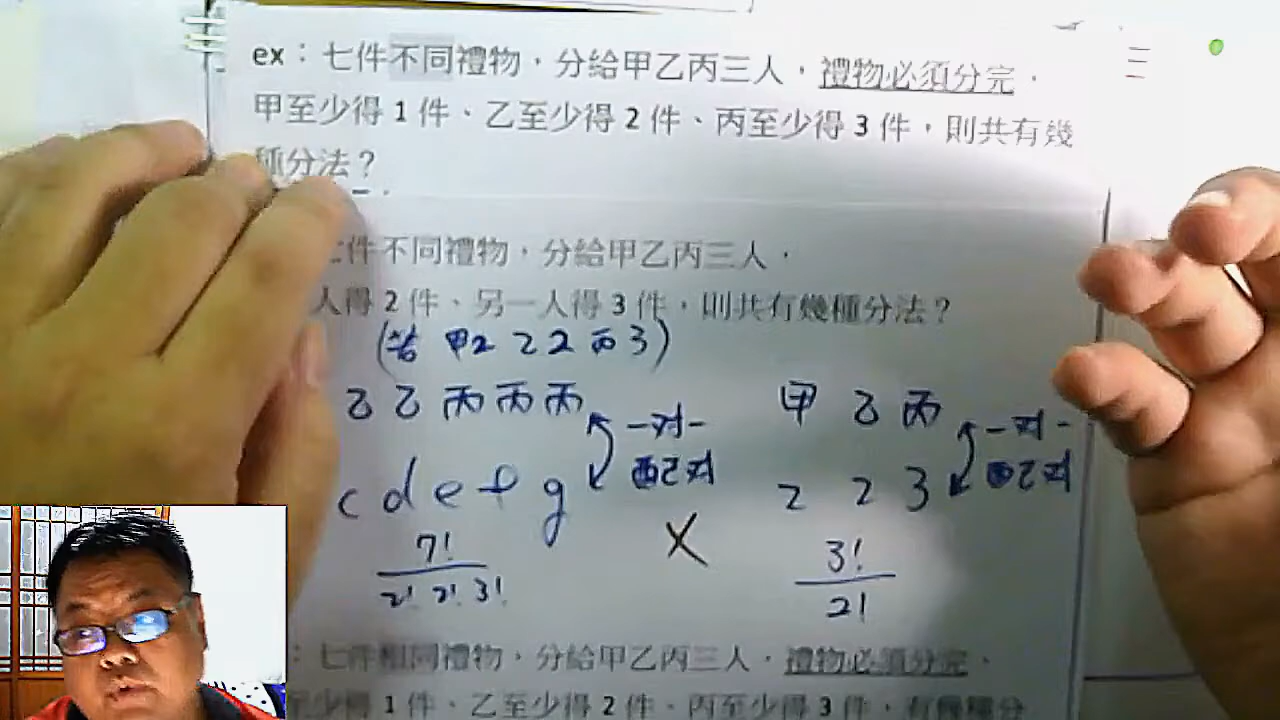 ex：七件不同禮物，分給甲乙丙三人，禮物必須分完．
甲至少得 1 件、乙至少得 2 件、丙至少得 3 件，則共有幾
種分法？
七件不同禮物，分給甲乙丙三人．
人得 2 件、另一人得 3 件，則共有幾種分法？
(若 甲2 乙2 丙3)
乙 乙 丙 丙 丙
一对一
配对
c d e f g
7!
2! 2! 3!
X
甲 乙 丙
一对一
配对
2 2 3
3!
2!
：七件相同禮物，分給甲乙丙三人．禮物必須分完．
至少得 1 件、乙至少得 2 件、丙至少得 3 件，有幾種分